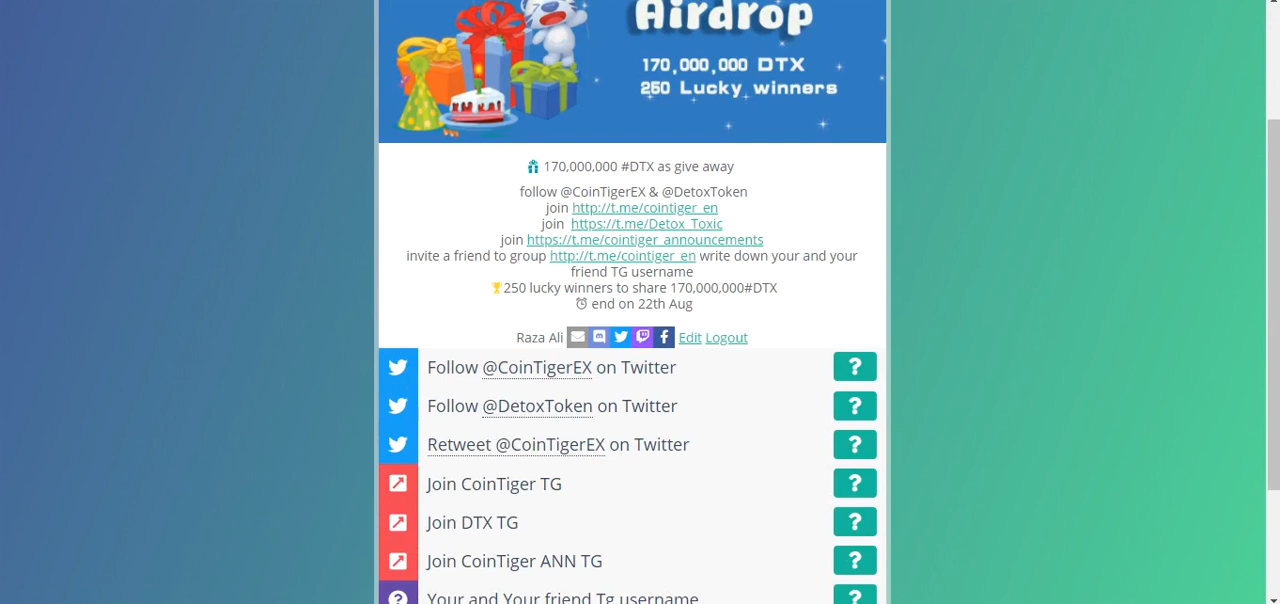 Airdrop
170,000,000 DTX
250 Lucky winners
170,000,000 #DTX as give away
follow @CoinTigerEX & @DetoxToken
join http://t.me/cointiger_en
join https://t.me/Detox_Toxic
join https://t.me/cointiger_announcements
invite a friend to group http://t.me/cointiger_en write down your and your
friend TG username
🏆250 lucky winners to share 170,000,000#DTX
⏰ end on 22th Aug
Raza Ali Edit Logout
Follow @CoinTigerEX on Twitter ?
Follow @DetoxToken on Twitter ?
Retweet @CoinTigerEX on Twitter ?
Join CoinTiger TG ?
Join DTX TG ?
Join CoinTiger ANN TG ?
Your and Your friend Tg username ?